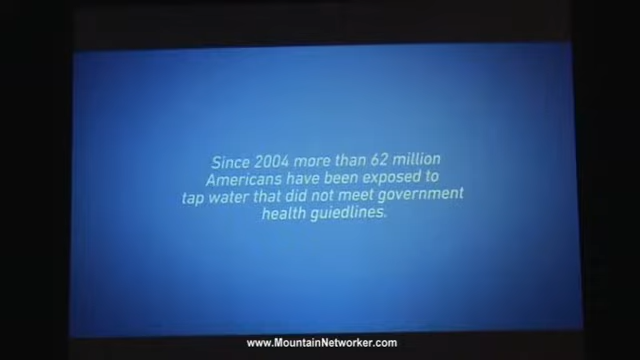 Since 2004 more than 62 million
Americans have been exposed to
tap water that did not meet government
health guiedlines.
www.MountainNetworker.com